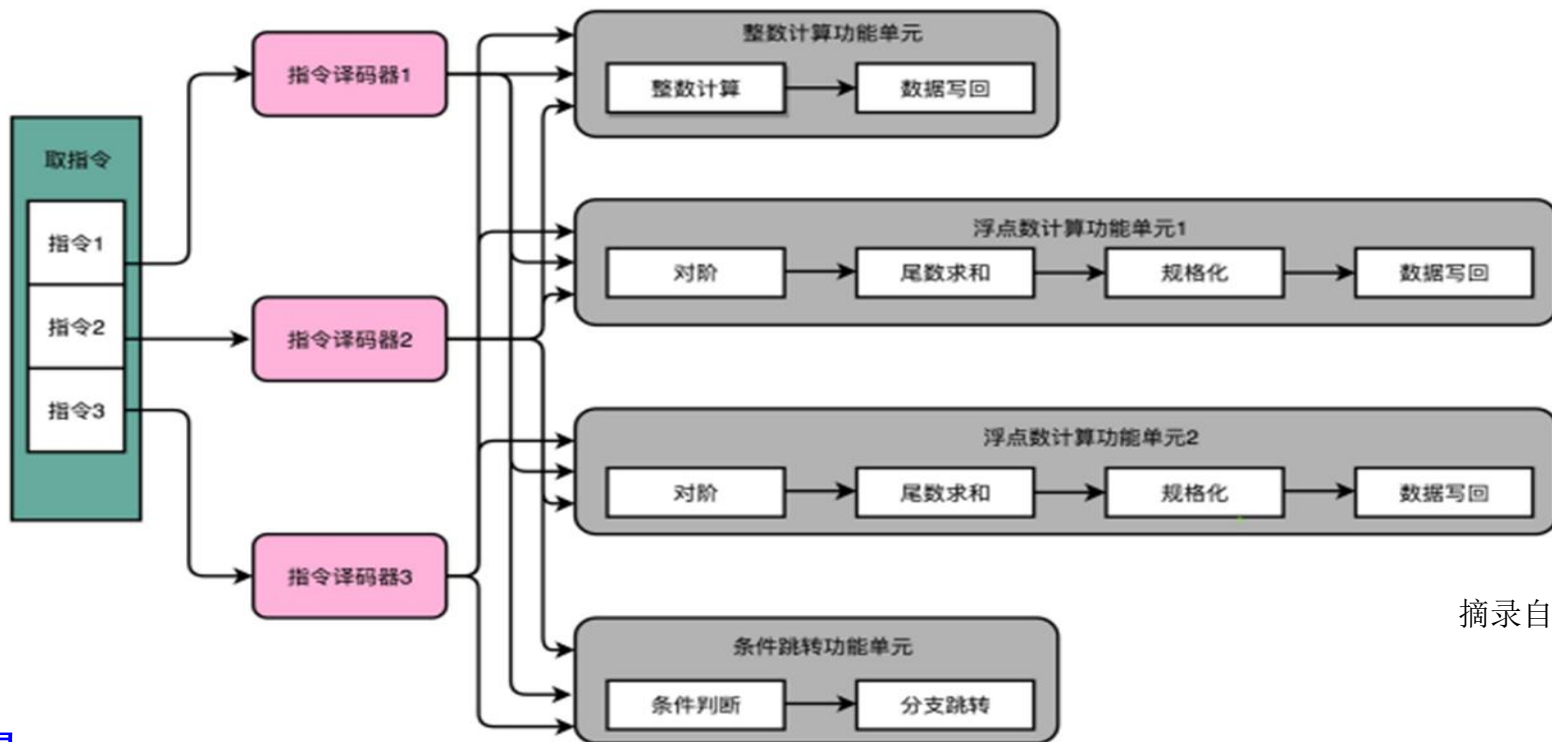 整数计算功能单元
指令译码器1
整数计算
数据写回
取指令
指令1
浮点数计算功能单元1
对阶
尾数求和
规格化
数据写回
指令2
指令译码器2
指令3
浮点数计算功能单元2
对阶
尾数求和
规格化
数据写回
指令译码器3
摘录自
条件跳转功能单元
条件判断
分支跳转